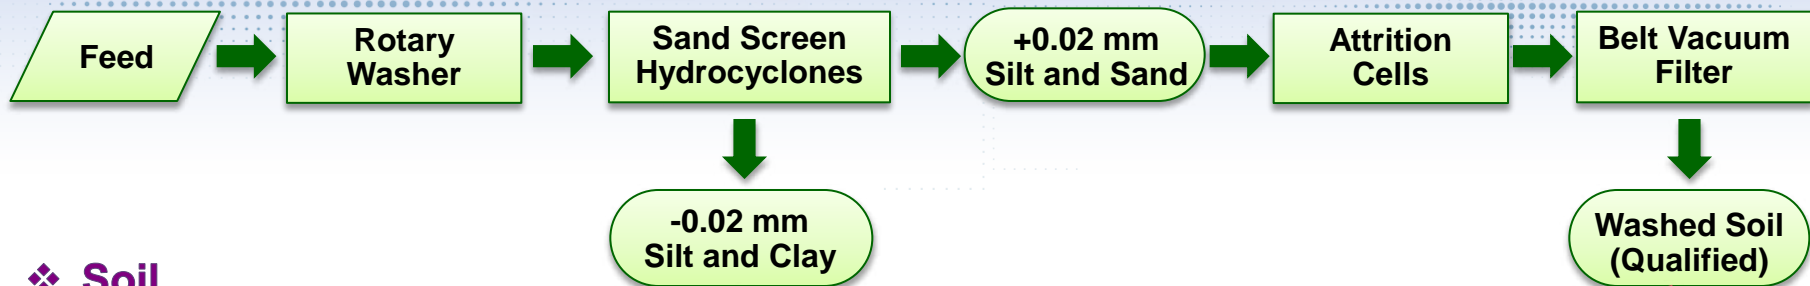 Feed
Rotary
Washer
Sand Screen
Hydrocyclones
+0.02 mm
Silt and Sand
Attrition
Cells
Belt Vacuum
Filter
-0.02 mm
Silt and Clay
Washed Soil
(Qualified)
❖ Soil